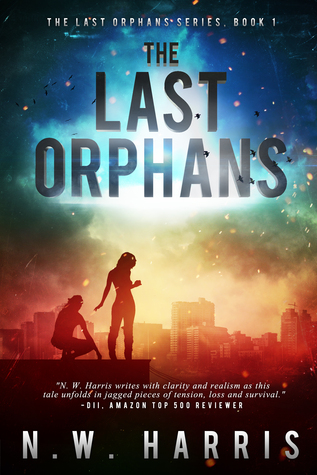 THE LAST ORPHANS SERIES, BOOK 1
THE
LAST
ORPHANS
"N. W. Harris writes with clarity and realism as this
tale unfolds in jagged pieces of tension, loss and survival."
-DII, AMAZON TOP 500 REVIEWER
N.W. HARRIS